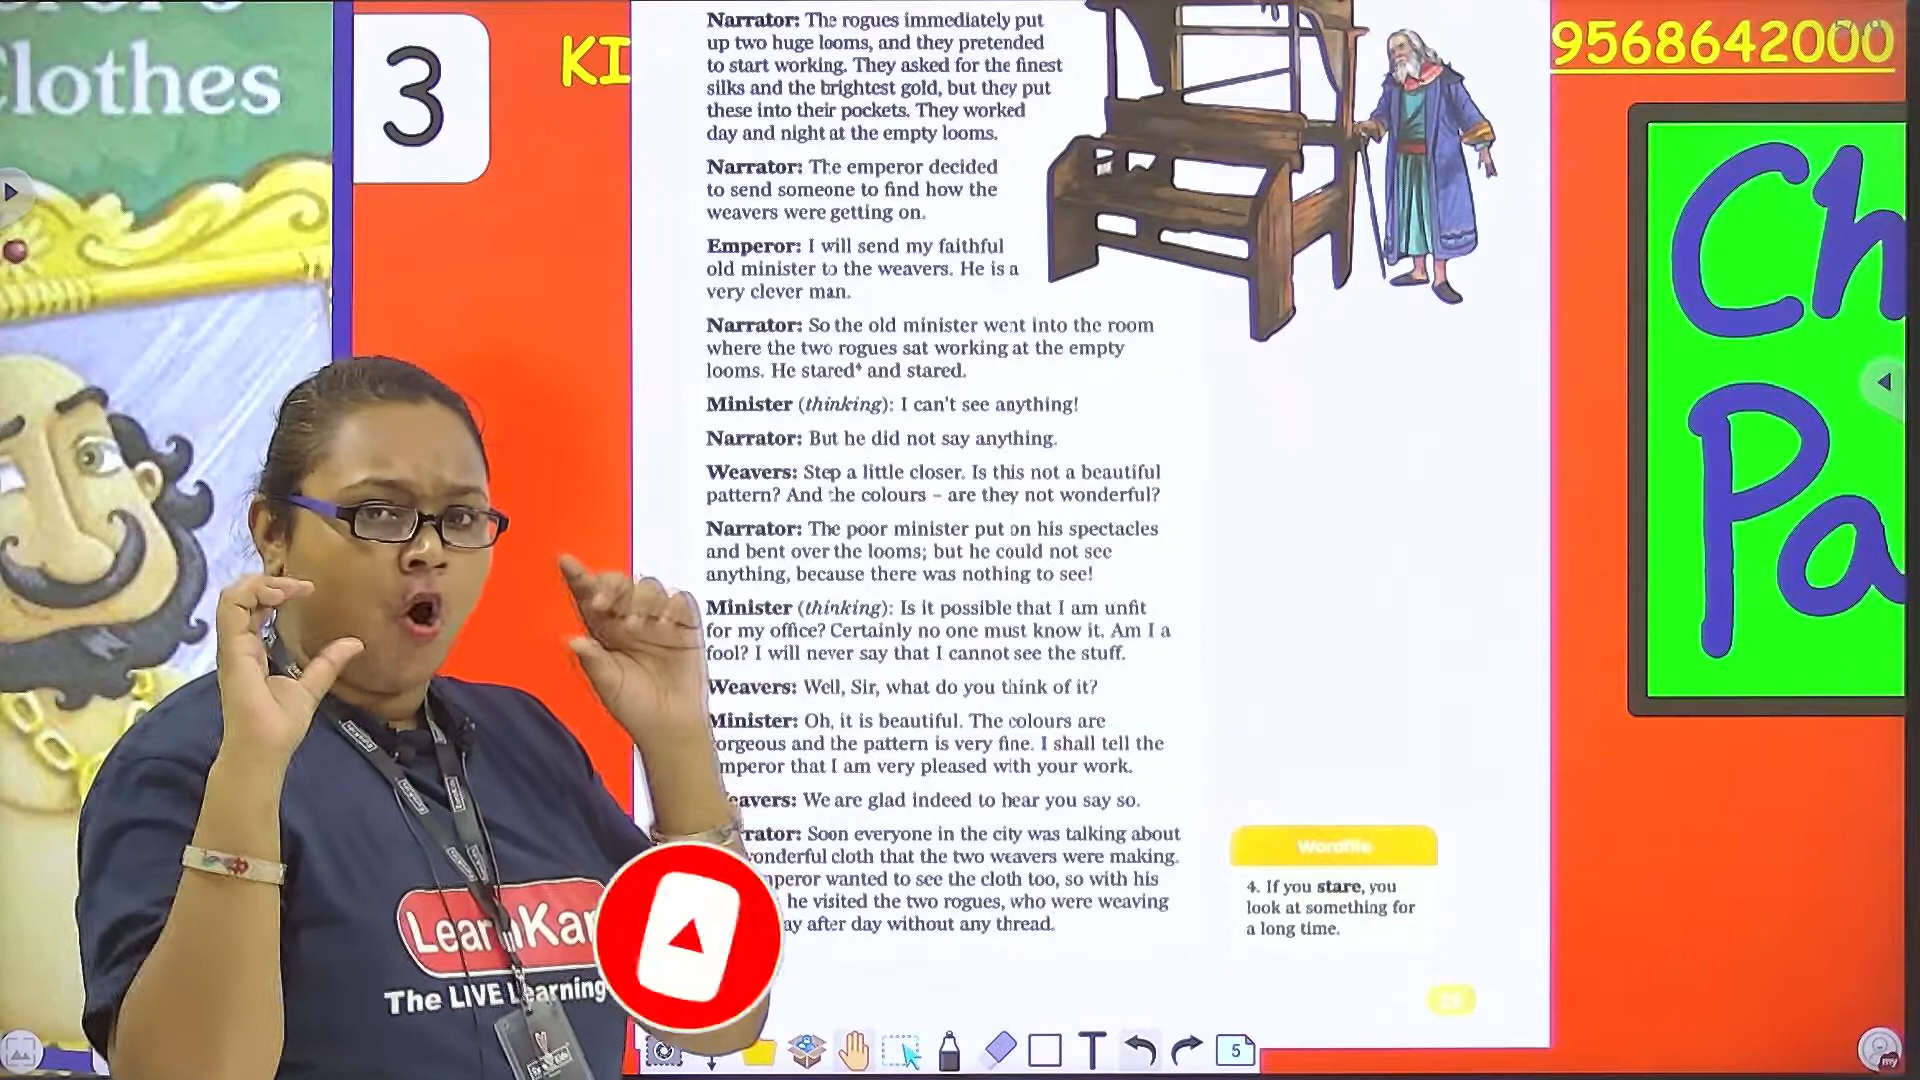 Clothes
3
KI
9568642000
Narrator: The rogues immediately put
up two huge looms, and they pretended
to start working. They asked for the finest
silks and the brightest gold, but they put
these into their pockets. They worked
day and night at the empty looms.
Narrator: The emperor decided
to send someone to find how the
weavers were getting on.
Emperor: I will send my faithful
old minister to the weavers. He is a
very clever man.
Narrator: So the old minister went into the room
where the two rogues sat working at the empty
looms. He stared⁴ and stared.
Minister (thinking): I can't see anything!
Narrator: But he did not say anything.
Weavers: Step a little closer. Is this not a beautiful
pattern? And the colours – are they not wonderful?
Narrator: The poor minister put on his spectacles
and bent over the looms; but he could not see
anything, because there was nothing to see!
Minister (thinking): Is it possible that I am unfit
for my office? Certainly no one must know it. Am I a
fool? I will never say that I cannot see the stuff.
Weavers: Well, Sir, what do you think of it?
Minister: Oh, it is beautiful. The colours are
orgeous and the pattern is very fine. I shall tell the
mperor that I am very pleased with your work.
eavers: We are glad indeed to hear you say so.
rrator: Soon everyone in the city was talking about
wonderful cloth that the two weavers were making.
mperor wanted to see the cloth too, so with his
he visited the two rogues, who were weaving
ay after day without any thread.
Wordfile
4. If you stare, you
look at something for
a long time.
Ch
Pa
Lear nKar
The LIVE Learning
T
5
my